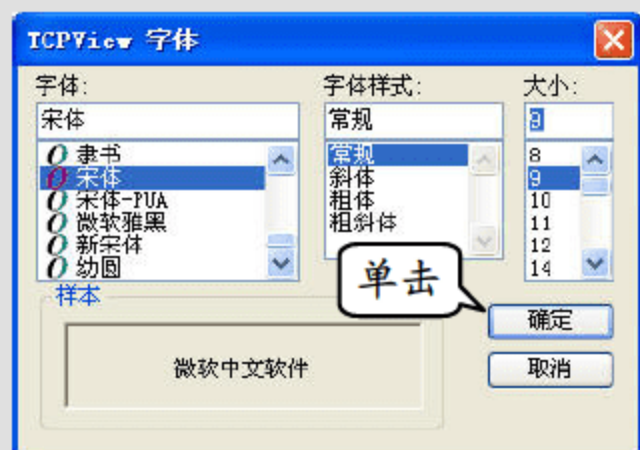 TCPView 字体
字体: 字体样式: 大小:
宋体 常规 9
隶书 常规 8
宋体 斜体 9
宋体-PUA 粗体 10
微软雅黑 粗斜体 11
新宋体 12
幼圆 14
单击
样本
确定
微软中文软件
取消